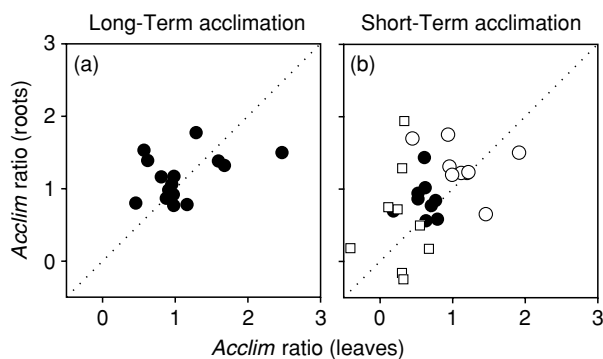 Long-Term acclimation Short-Term acclimation
3 (a) (b)
2
1
0
Acclim ratio (roots)
0 1 2 3 0 1 2 3
Acclim ratio (leaves)